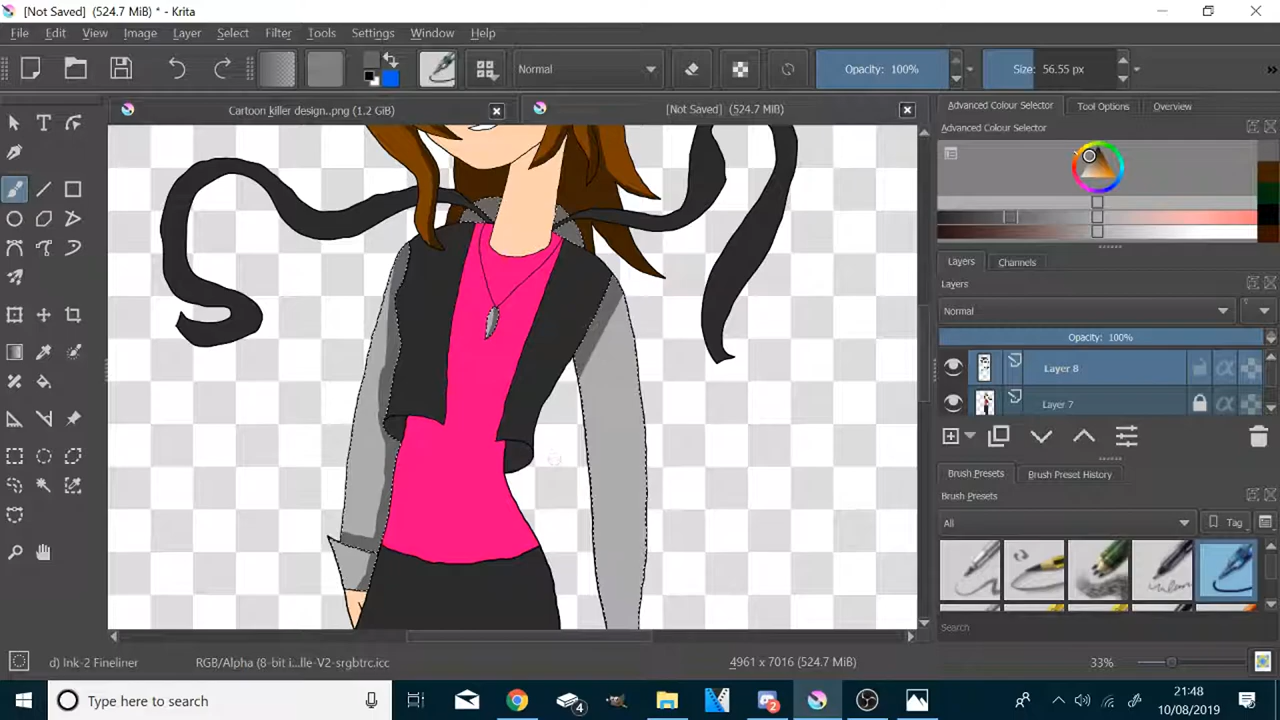 [Not Saved] (524.7 MiB) * - Krita
File Edit View Image Layer Select Filter Tools Settings Window Help
Normal
Opacity: 100%
Size: 56.55 px
Cartoon killer design..png (1.2 GiB)
[Not Saved] (524.7 MiB)
Advanced Colour Selector
Tool Options
Overview
Advanced Colour Selector
Layers
Channels
Layers
Normal
Opacity: 100%
Layer 8
Layer 7
Brush Presets
Brush Preset History
Brush Presets
All
Tag
Search
d) Ink-2 Fineliner
RGB/Alpha (8-bit i...lle-V2-srgbtrc.icc
4961 x 7016 (524.7 MiB)
33%
Type here to search
4
2
21:48
10/08/2019